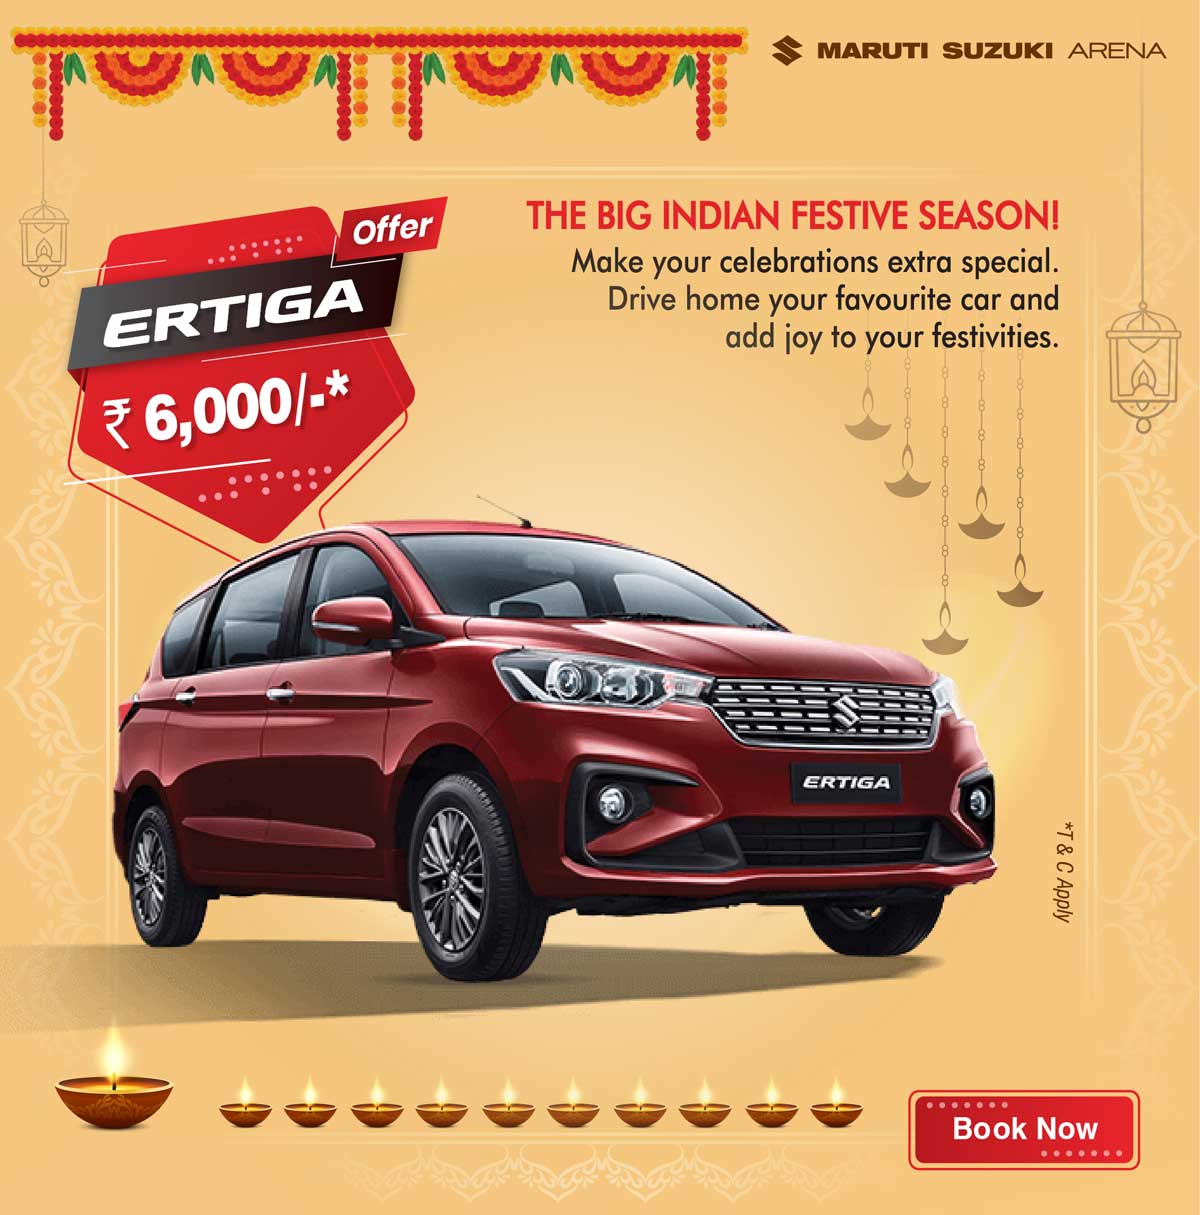 MARUTI SUZUKI ARENA
Offer
ERTIGA
₹ 6,000/-*
THE BIG INDIAN FESTIVE SEASON!
Make your celebrations extra special.
Drive home your favourite car and
add joy to your festivities.
ERTIGA
*T & C Apply
Book Now